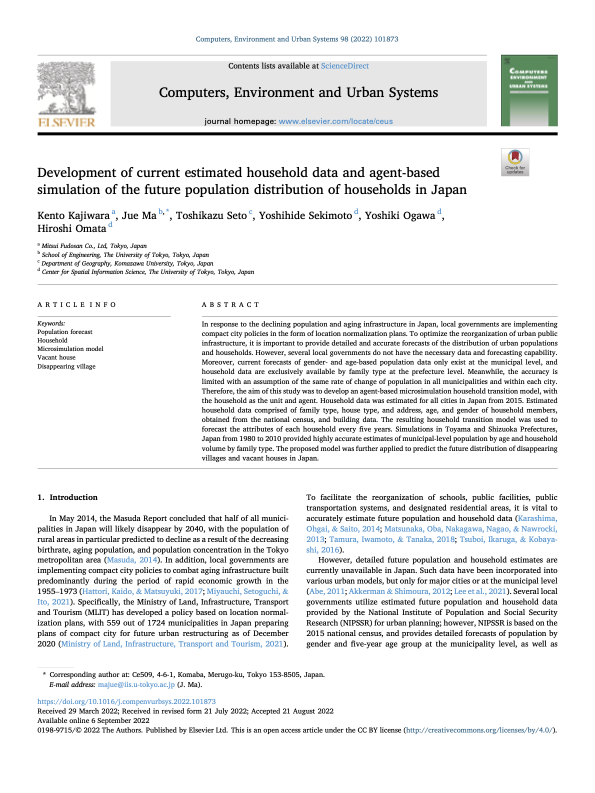 Computers, Environment and Urban Systems 98 (2022) 101873
Contents lists available at ScienceDirect
Computers, Environment and Urban Systems
journal homepage: www.elsevier.com/locate/ceus
ELSEVIER
COMPUTERS
ENVIRONMENT
AND
URBAN SYSTEMS
Check for
updates
Development of current estimated household data and agent-based
simulation of the future population distribution of households in Japan
Kento Kajiwara a, Jue Ma b,*, Toshikazu Seto c, Yoshihide Sekimoto d, Yoshiki Ogawa d,
Hiroshi Omata d
a Mitsui Fudosan Co., Ltd, Tokyo, Japan
b School of Engineering, The University of Tokyo, Tokyo, Japan
c Department of Geography, Komazawa University, Tokyo, Japan
d Center for Spatial Information Science, The University of Tokyo, Tokyo, Japan
ARTICLE INFO
Keywords:
Population forecast
Household
Microsimulation model
Vacant house
Disappearing village
ABSTRACT
In response to the declining population and aging infrastructure in Japan, local governments are implementing
compact city policies in the form of location normalization plans. To optimize the reorganization of urban public
infrastructure, it is important to provide detailed and accurate forecasts of the distribution of urban populations
and households. However, several local governments do not have the necessary data and forecasting capability.
Moreover, current forecasts of gender- and age-based population data only exist at the municipal level, and
household data are exclusively available by family type at the prefecture level. Meanwhile, the accuracy is
limited with an assumption of the same rate of change of population in all municipalities and within each city.
Therefore, the aim of this study was to develop an agent-based microsimulation household transition model, with
the household as the unit and agent. Household data was estimated for all cities in Japan from 2015. Estimated
household data comprised of family type, house type, and address, age, and gender of household members,
obtained from the national census, and building data. The resulting household transition model was used to
forecast the attributes of each household every five years. Simulations in Toyama and Shizuoka Prefectures,
Japan from 1980 to 2010 provided highly accurate estimates of municipal-level population by age and household
volume by family type. The proposed model was further applied to predict the future distribution of disappearing
villages and vacant houses in Japan.
1. Introduction
In May 2014, the Masuda Report concluded that half of all munici-
palities in Japan will likely disappear by 2040, with the population of
rural areas in particular predicted to decline as a result of the decreasing
birthrate, aging population, and population concentration in the Tokyo
metropolitan area (Masuda, 2014). In addition, local governments are
implementing compact city policies to combat aging infrastructure built
predominantly during the period of rapid economic growth in the
1955–1973 (Hattori, Kaido, & Matsuyuki, 2017; Miyauchi, Setoguchi, &
Ito, 2021). Specifically, the Ministry of Land, Infrastructure, Transport
and Tourism (MLIT) has developed a policy based on location normal-
ization plans, with 559 out of 1724 municipalities in Japan preparing
plans of compact city for future urban restructuring as of December
2020 (Ministry of Land, Infrastructure, Transport and Tourism, 2021).
To facilitate the reorganization of schools, public facilities, public
transportation systems, and designated residential areas, it is vital to
accurately estimate future population and household data (Karashima,
Ohgai, & Saito, 2014; Matsunaka, Oba, Nakagawa, Nagao, & Nawrocki,
2013; Tamura, Iwamoto, & Tanaka, 2018; Tsuboi, Ikaruga, & Kobaya-
shi, 2016).
However, detailed future population and household estimates are
currently unavailable in Japan. Such data have been incorporated into
various urban models, but only for major cities or at the municipal level
(Abe, 2011; Akkerman & Shimoura, 2012; Lee et al., 2021). Several local
governments utilize estimated future population and household data
provided by the National Institute of Population and Social Security
Research (NIPSSR) for urban planning; however, NIPSSR is based on the
2015 national census, and provides detailed forecasts of population by
gender and five-year age group at the municipality level, as well as
* Corresponding author at: Ce509, 4-6-1, Komaba, Merugo-ku, Tokyo 153-8505, Japan.
E-mail address: majue@iis.u-tokyo.ac.jp (J. Ma).
https://doi.org/10.1016/j.compenvurbsys.2022.101873
Received 29 March 2022; Received in revised form 21 July 2022; Accepted 21 August 2022
Available online 6 September 2022
0198-9715/© 2022 The Authors. Published by Elsevier Ltd. This is an open access article under the CC BY license (http://creativecommons.org/licenses/by/4.0/).